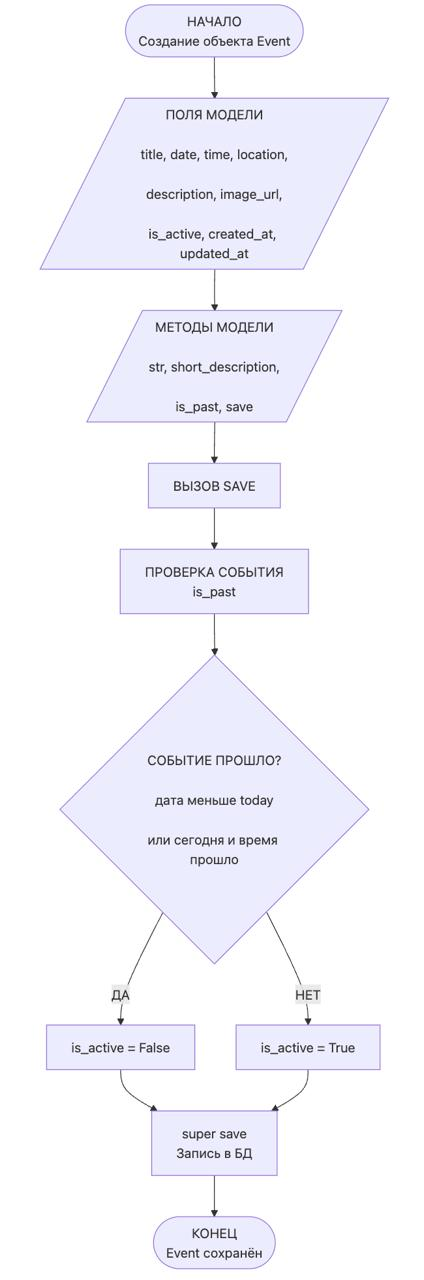 НАЧАЛО
Создание объекта Event
ПОЛЯ МОДЕЛИ
title, date, time, location,
description, image_url,
is_active, created_at,
updated_at
МЕТОДЫ МОДЕЛИ
str, short_description,
is_past, save
ВЫЗОВ SAVE
ПРОВЕРКА СОБЫТИЯ
is_past
СОБЫТИЕ ПРОШЛО?
дата меньше today
или сегодня и время
прошло
ДА
НЕТ
is_active = False
is_active = True
super save
Запись в БД
КОНЕЦ
Event сохранён